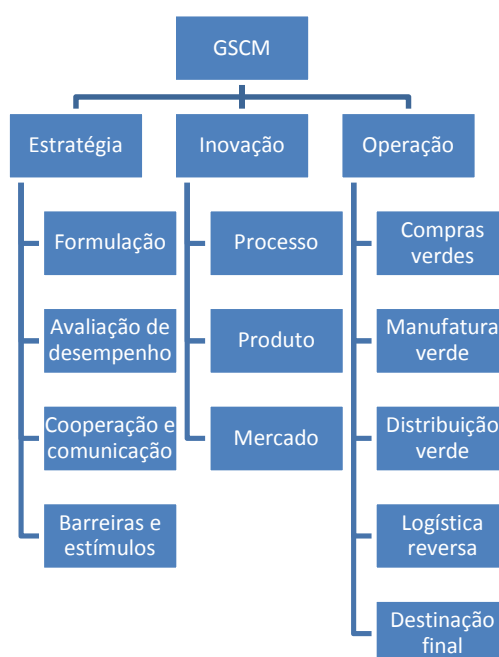 GSCM
Estratégia
Formulação
Avaliação de
desempenho
Cooperação e
comunicação
Barreiras e
estímulos
Inovação
Processo
Produto
Mercado
Operação
Compras
verdes
Manufatura
verde
Distribuição
verde
Logística
reversa
Destinação
final